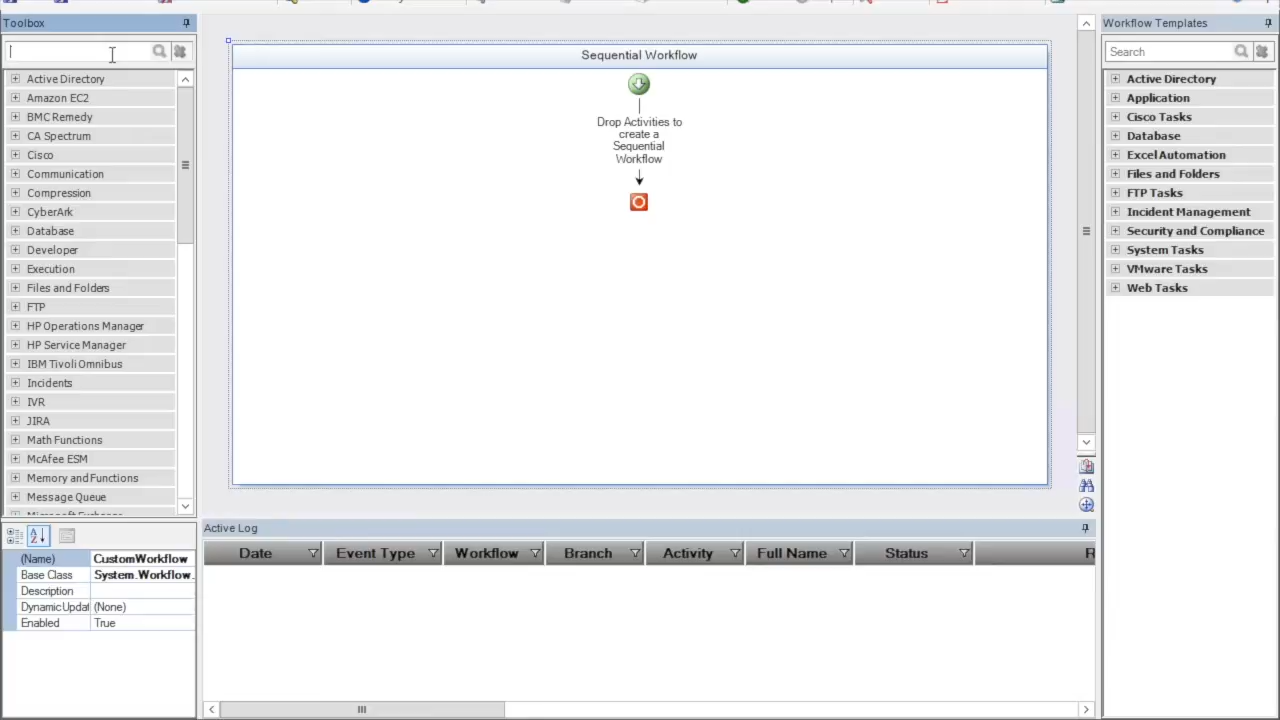 Toolbox
Active Directory
Amazon EC2
BMC Remedy
CA Spectrum
Cisco
Communication
Compression
CyberArk
Database
Developer
Execution
Files and Folders
FTP
HP Operations Manager
HP Service Manager
IBM Tivoli Omnibus
Incidents
IVR
JIRA
Math Functions
McAfee ESM
Memory and Functions
Message Queue
Microsoft Exchange
(Name) CustomWorkflow
Base Class System.Workflow.
Description
DynamicUpdat (None)
Enabled True
Sequential Workflow
Drop Activities to
create a
Sequential
Workflow
Active Log
Date Event Type Workflow Branch Activity Full Name Status R
Workflow Templates
Search
Active Directory
Application
Cisco Tasks
Database
Excel Automation
Files and Folders
FTP Tasks
Incident Management
Security and Compliance
System Tasks
VMware Tasks
Web Tasks